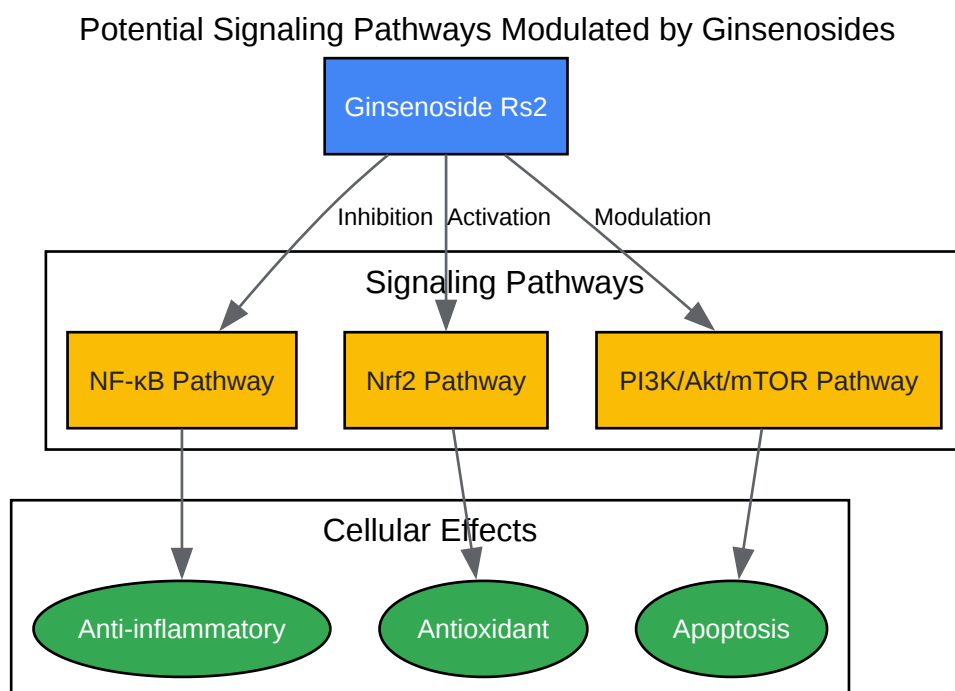 Potential Signaling Pathways Modulated by Ginsenosides
Ginsenoside Rs2
Inhibition
Activation
Modulation
Signaling Pathways
NF-κB Pathway
Nrf2 Pathway
PI3K/Akt/mTOR Pathway
Cellular Effects
Anti-inflammatory
Antioxidant
Apoptosis